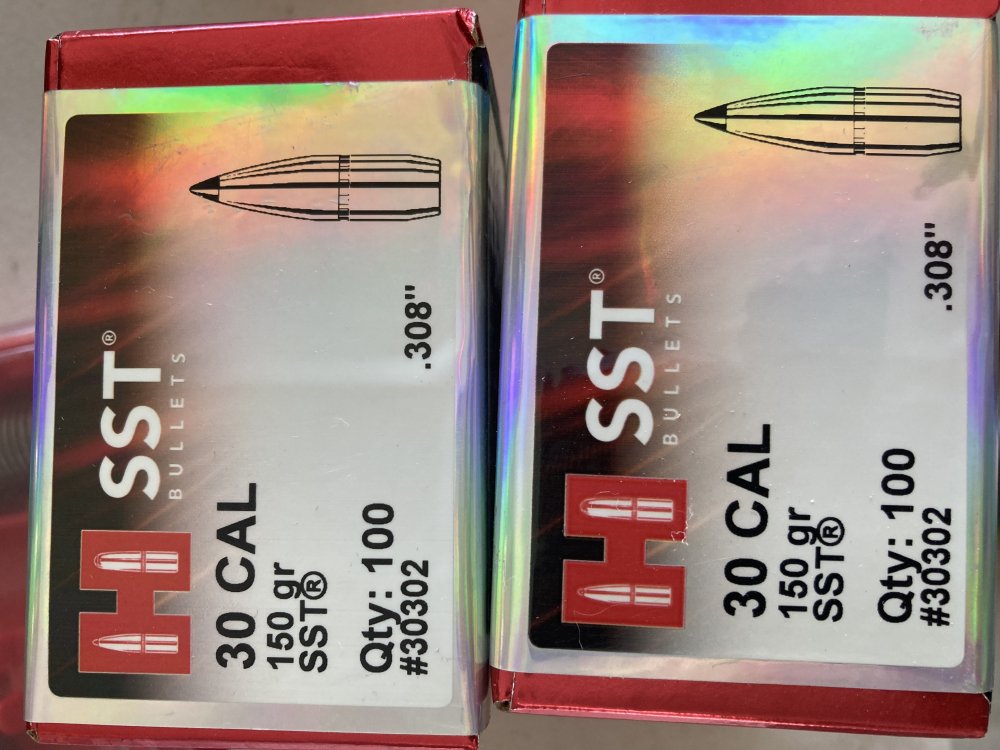 H SST®
BULLETS
30 CAL
150 gr
SST®
.308"
Qty: 100
#30302
H SST®
BULLETS
30 CAL
150 gr
SST®
.308"
Qty: 100
#30302